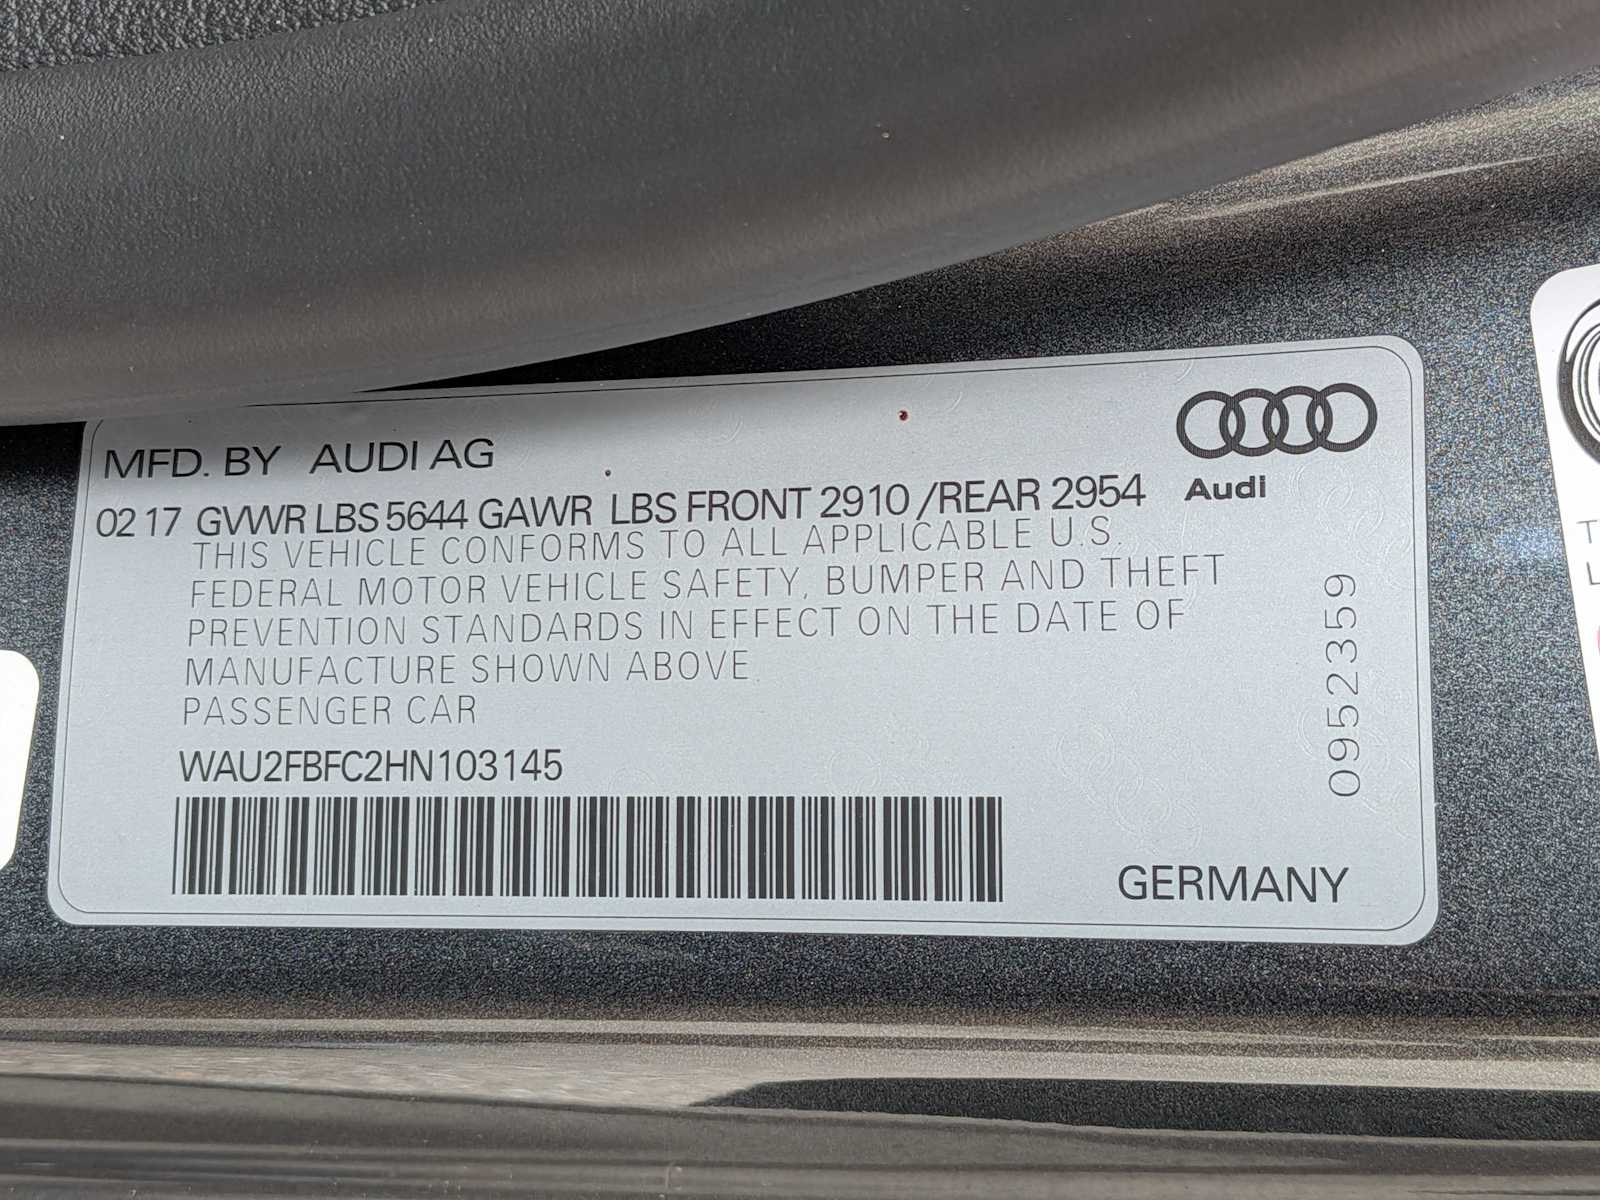 MFD. BY AUDI AG
02 17 GVWR LBS 5644 GAWR LBS FRONT 2910 /REAR 2954
Audi
THIS VEHICLE CONFORMS TO ALL APPLICABLE U.S.
FEDERAL MOTOR VEHICLE SAFETY, BUMPER AND THEFT
PREVENTION STANDARDS IN EFFECT ON THE DATE OF
MANUFACTURE SHOWN ABOVE.
PASSENGER CAR
WAU2FBFC2HN103145
0952359
GERMANY